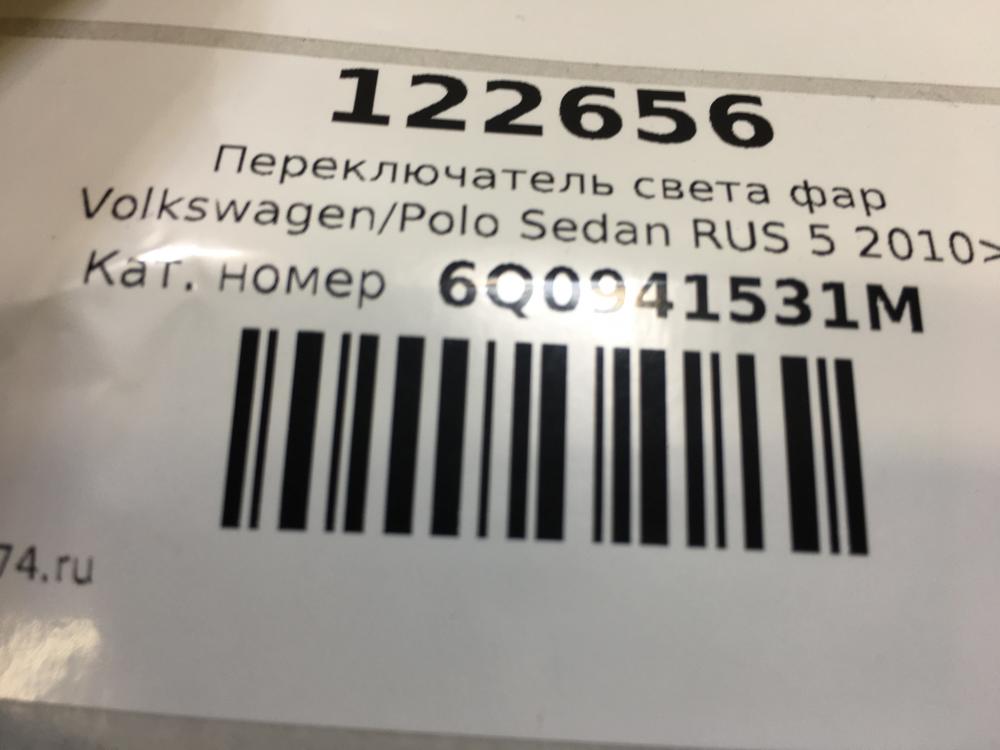 122656
Переключатель света фар
Volkswagen/Polo Sedan RUS 5 2010>
Кат. номер 6Q0941531M
74.ru